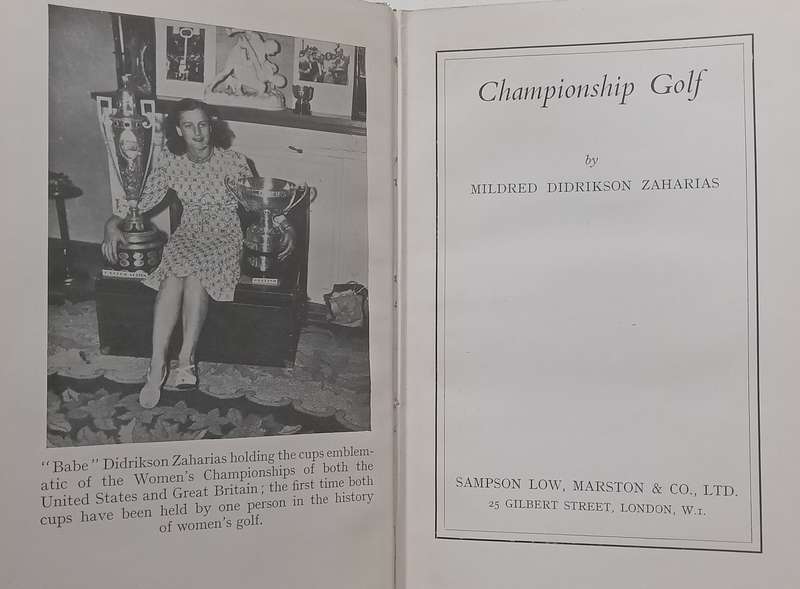 "Babe" Didrikson Zaharias holding the cups emblem-
atic of the Women's Championships of both the
United States and Great Britain; the first time both
cups have been held by one person in the history
of women's golf.
Championship Golf
by
MILDRED DIDRIKSON ZAHARIAS
SAMPSON LOW, MARSTON & CO., LTD.
25 GILBERT STREET, LONDON, W.1.